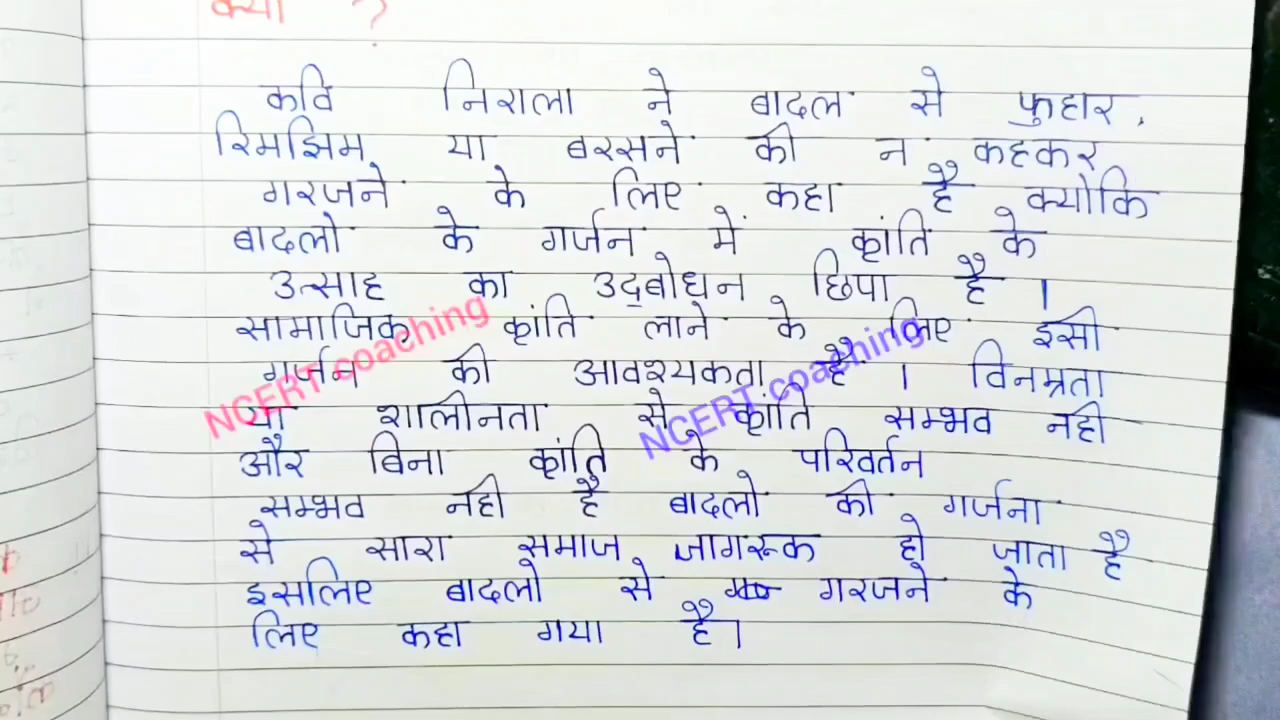 क्यों ?
कवि निराला ने बादल से फुहार,
रिमझिम या बरसने की न कहकर
गरजने के लिए कहा है क्योकि
बादलो के गर्जन में क्रांति के
उत्साह का उद्बोधन छिपा है ।
सामाजिक क्रांति लाने के लिए इसी
गर्जन की आवश्यकता है । विनम्रता
या शालीनता से क्रांति सम्भव नही
और बिना क्रांति के परिवर्तन
सम्भव नही है बादलो की गर्जना
से सारा समाज जागरूक हो जाता है
इसलिए बादलो से गरजने के
लिए कहा गया है।
NCERT coaching
NCERT coaching